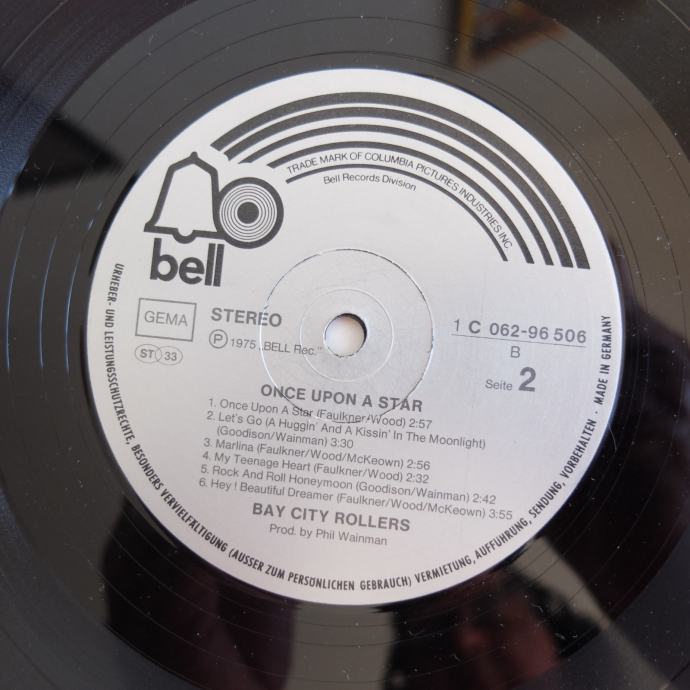 TRADE MARK OF COLUMBIA PICTURES INDUSTRIES INC.
Bell Records Division
bell
GEMA
STEREO
ST 33
Ⓟ 1975 „BELL Rec."
1 C 062-96 506
B
Seite 2
ONCE UPON A STAR
1. Once Upon A Star (Faulkner/Wood) 2:57
2. Let's Go (A Huggin' And A Kissin' In The Moonlight)
(Goodison/Wainman) 3:30
3. Marlina (Faulkner/Wood/McKeown) 2:56
4. My Teenage Heart (Faulkner/Wood) 2:32
5. Rock And Roll Honeymoon (Goodison/Wainman) 2:42
6. Hey! Beautiful Dreamer (Faulkner/Wood/McKeown) 3:55
BAY CITY ROLLERS
Prod. by Phil Wainman
URHEBER- UND LEISTUNGSSCHUTZRECHTE, BESONDERS VERVIELFÄLTIGUNG (AUSSER ZUM PERSÖNLICHEN GEBRAUCH) VERMIETUNG, AUFFÜHRUNG, SENDUNG, VORBEHALTEN · MADE IN GERMANY